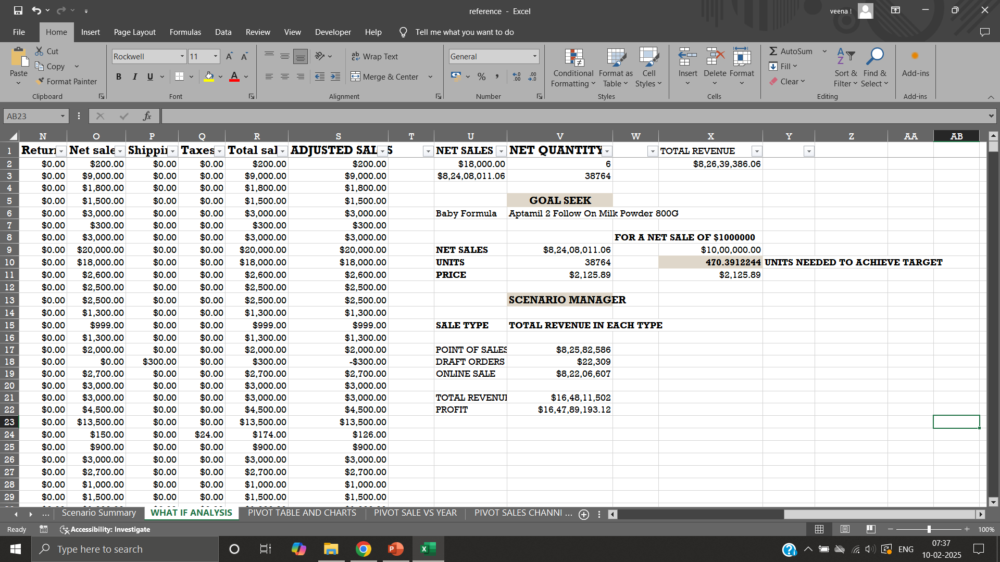 reference - Excel
veena !
File Home Insert Page Layout Formulas Data Review View Developer Help Tell me what you want to do
Paste
Cut
Copy
Format Painter
Clipboard
Rockwell 11
B I U
Font
Wrap Text
Merge & Center
Alignment
General
Number
Conditional Formatting
Format as Table
Cell Styles
Styles
Insert Delete Format
Cells
AutoSum
Fill
Clear
Sort & Filter
Find & Select
Editing
Add-ins
Add-ins
AB23
fx
N O P Q R S T U V W X Y Z AA AB
1 Retur Net sale Shippi Taxes Total sal ADJUSTED SALES NET SALES NET QUANTITY TOTAL REVENUE
2 $0.00 $200.00 $0.00 $0.00 $200.00 $200.00 $18,000.00 6 $8,26,39,386.06
3 $0.00 $9,000.00 $0.00 $0.00 $9,000.00 $9,000.00 $8,24,08,011.06 38764
4 $0.00 $1,800.00 $0.00 $0.00 $1,800.00 $1,800.00
5 $0.00 $1,500.00 $0.00 $0.00 $1,500.00 $1,500.00 GOAL SEEK
6 $0.00 $3,000.00 $0.00 $0.00 $3,000.00 $3,000.00 Baby Formula Aptamil 2 Follow On Milk Powder 800G
7 $0.00 $300.00 $0.00 $0.00 $300.00 $300.00
8 $0.00 $3,000.00 $0.00 $0.00 $3,000.00 $3,000.00 FOR A NET SALE OF $1000000
9 $0.00 $20,000.00 $0.00 $0.00 $20,000.00 $20,000.00 NET SALES $8,24,08,011.06 $10,00,000.00
10 $0.00 $18,000.00 $0.00 $0.00 $18,000.00 $18,000.00 UNITS 38764 470.3912244 UNITS NEEDED TO ACHIEVE TARGET
11 $0.00 $2,600.00 $0.00 $0.00 $2,600.00 $2,600.00 PRICE $2,125.89 $2,125.89
12 $0.00 $2,500.00 $0.00 $0.00 $2,500.00 $2,500.00
13 $0.00 $2,500.00 $0.00 $0.00 $2,500.00 $2,500.00 SCENARIO MANAGER
14 $0.00 $1,300.00 $0.00 $0.00 $1,300.00 $1,300.00
15 $0.00 $999.00 $0.00 $0.00 $999.00 $999.00 SALE TYPE TOTAL REVENUE IN EACH TYPE
16 $0.00 $1,300.00 $0.00 $0.00 $1,300.00 $1,300.00
17 $0.00 $2,000.00 $0.00 $0.00 $2,000.00 $2,000.00 POINT OF SALES $8,25,82,586
18 $0.00 $0.00 $300.00 $0.00 $300.00 -$300.00 DRAFT ORDERS $22,309
19 $0.00 $2,700.00 $0.00 $0.00 $2,700.00 $2,700.00 ONLINE SALE $8,22,06,607
20 $0.00 $3,000.00 $0.00 $0.00 $3,000.00 $3,000.00
21 $0.00 $3,000.00 $0.00 $0.00 $3,000.00 $3,000.00 TOTAL REVENUE $16,48,11,502
22 $0.00 $4,500.00 $0.00 $0.00 $4,500.00 $4,500.00 PROFIT $16,47,89,193.12
23 $0.00 $13,500.00 $0.00 $0.00 $13,500.00 $13,500.00
24 $0.00 $150.00 $0.00 $24.00 $174.00 $126.00
25 $0.00 $900.00 $0.00 $0.00 $900.00 $900.00
26 $0.00 $3,000.00 $0.00 $0.00 $3,000.00 $3,000.00
27 $0.00 $2,700.00 $0.00 $0.00 $2,700.00 $2,700.00
28 $0.00 $1,000.00 $0.00 $0.00 $1,000.00 $1,000.00
29 $0.00 $1,500.00 $0.00 $0.00 $1,500.00 $1,500.00
... Scenario Summary WHAT IF ANALYSIS PIVOT TABLE AND CHARTS PIVOT SALE VS YEAR PIVOT SALES CHANNI ...
Ready Accessibility: Investigate 100%
Type here to search
ENG
07:37
10-02-2025